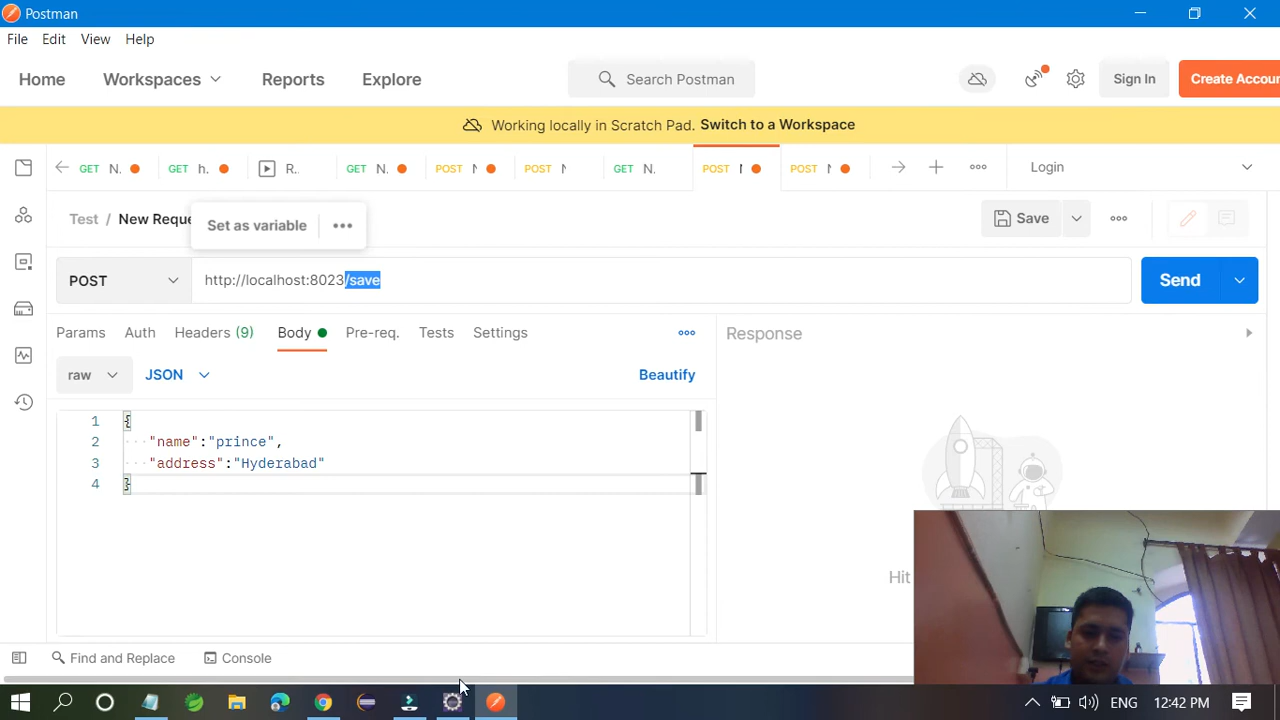 Postman
File Edit View Help
Home Workspaces Reports Explore Search Postman Sign In Create Accoun
Working locally in Scratch Pad. Switch to a Workspace
GET N. GET h. R. GET N. POST N POST N GET N. POST N POST N Login
Test / New Reque Set as variable Save
POST http://localhost:8023/save Send
Params Auth Headers (9) Body Pre-req. Tests Settings Response
raw JSON Beautify
1 {
2 "name":"prince",
3 "address":"Hyderabad"
4 }
Hit
Find and Replace Console
ENG 12:42 PM